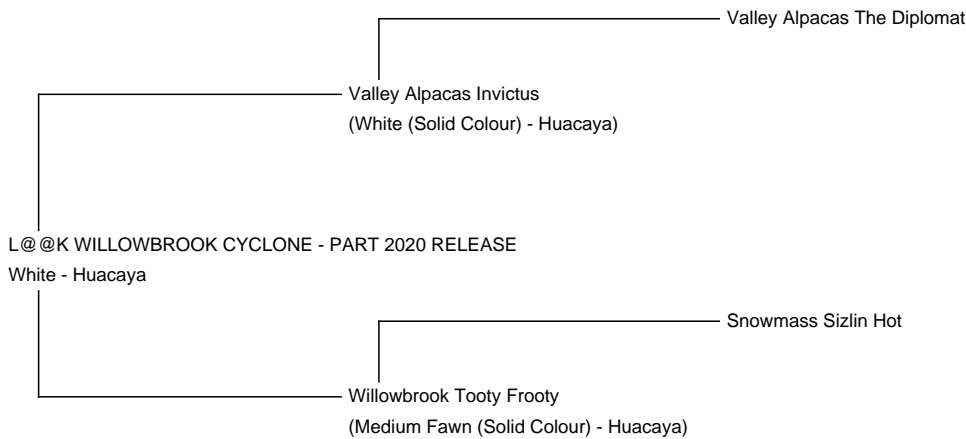 Valley Alpacas The Diplomat
Valley Alpacas Invictus
(White (Solid Colour) - Huacaya)
L@@K WILLOWBROOK CYCLONE - PART 2020 RELEASE
White - Huacaya
Snowmass Sizlin Hot
Willowbrook Tooty Frooty
(Medium Fawn (Solid Colour) - Huacaya)